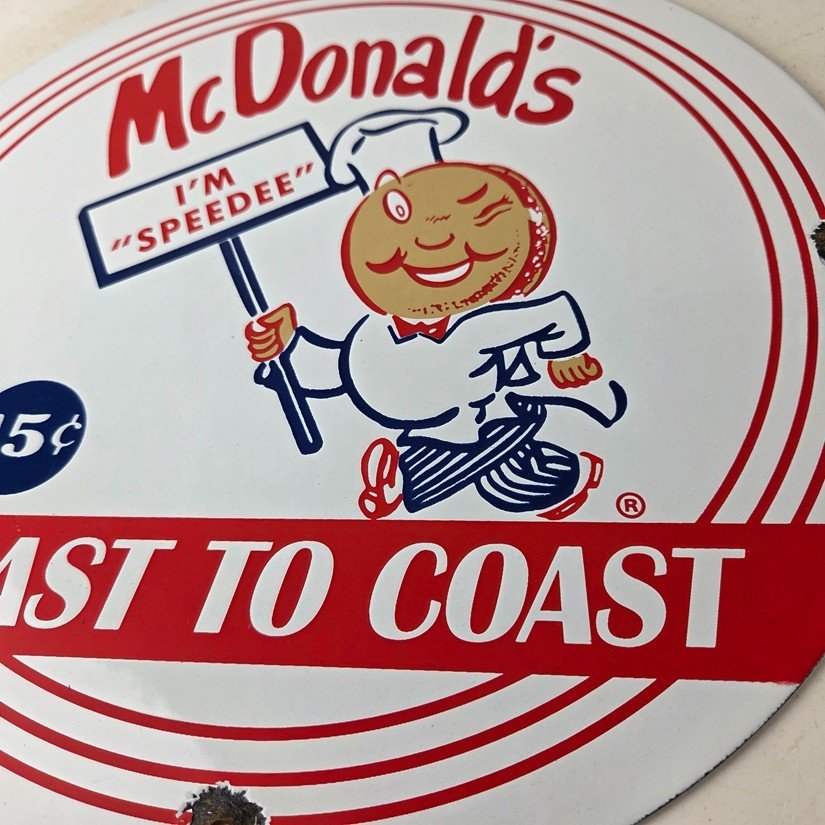 McDonald's
I'M
"SPEEDEE"
15¢
®
AST TO COAST